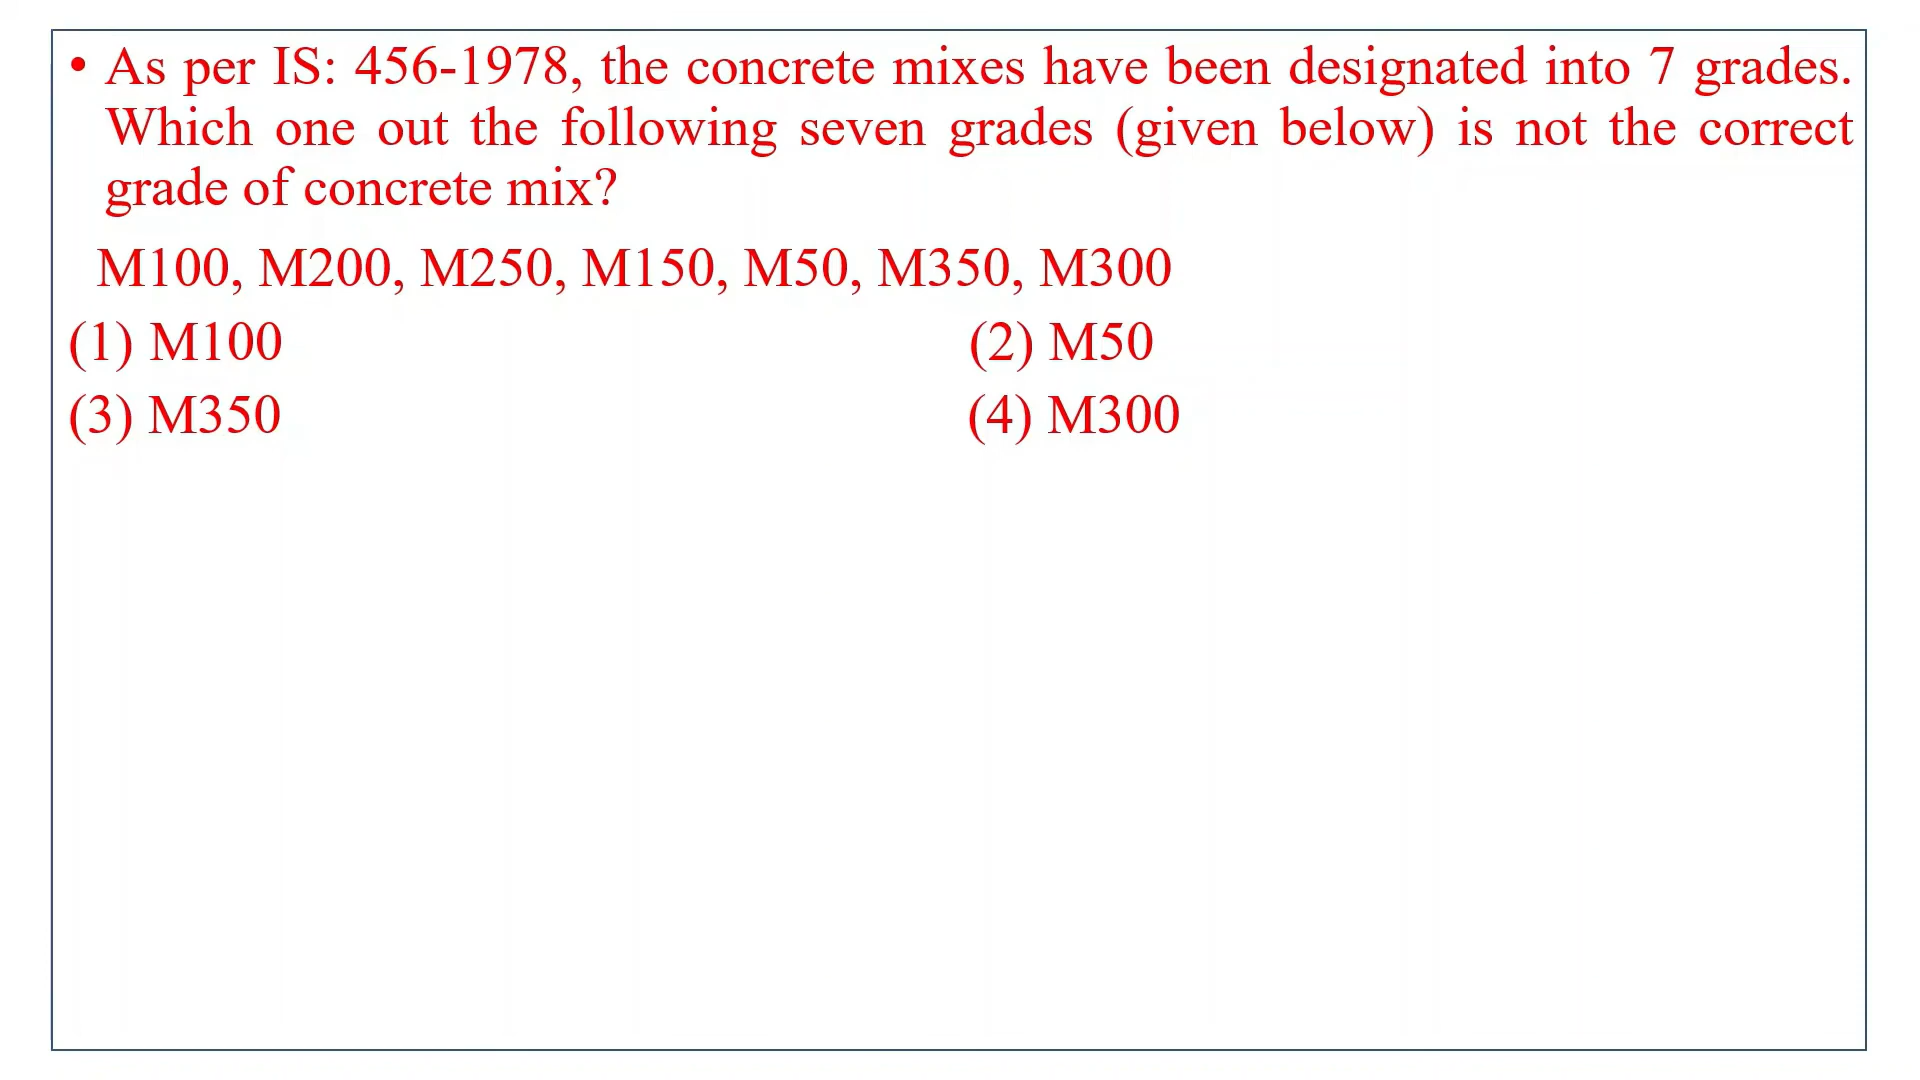 • As per IS: 456-1978, the concrete mixes have been designated into 7 grades.
Which one out the following seven grades (given below) is not the correct
grade of concrete mix?
M100, M200, M250, M150, M50, M350, M300
(1) M100 (2) M50
(3) M350 (4) M300